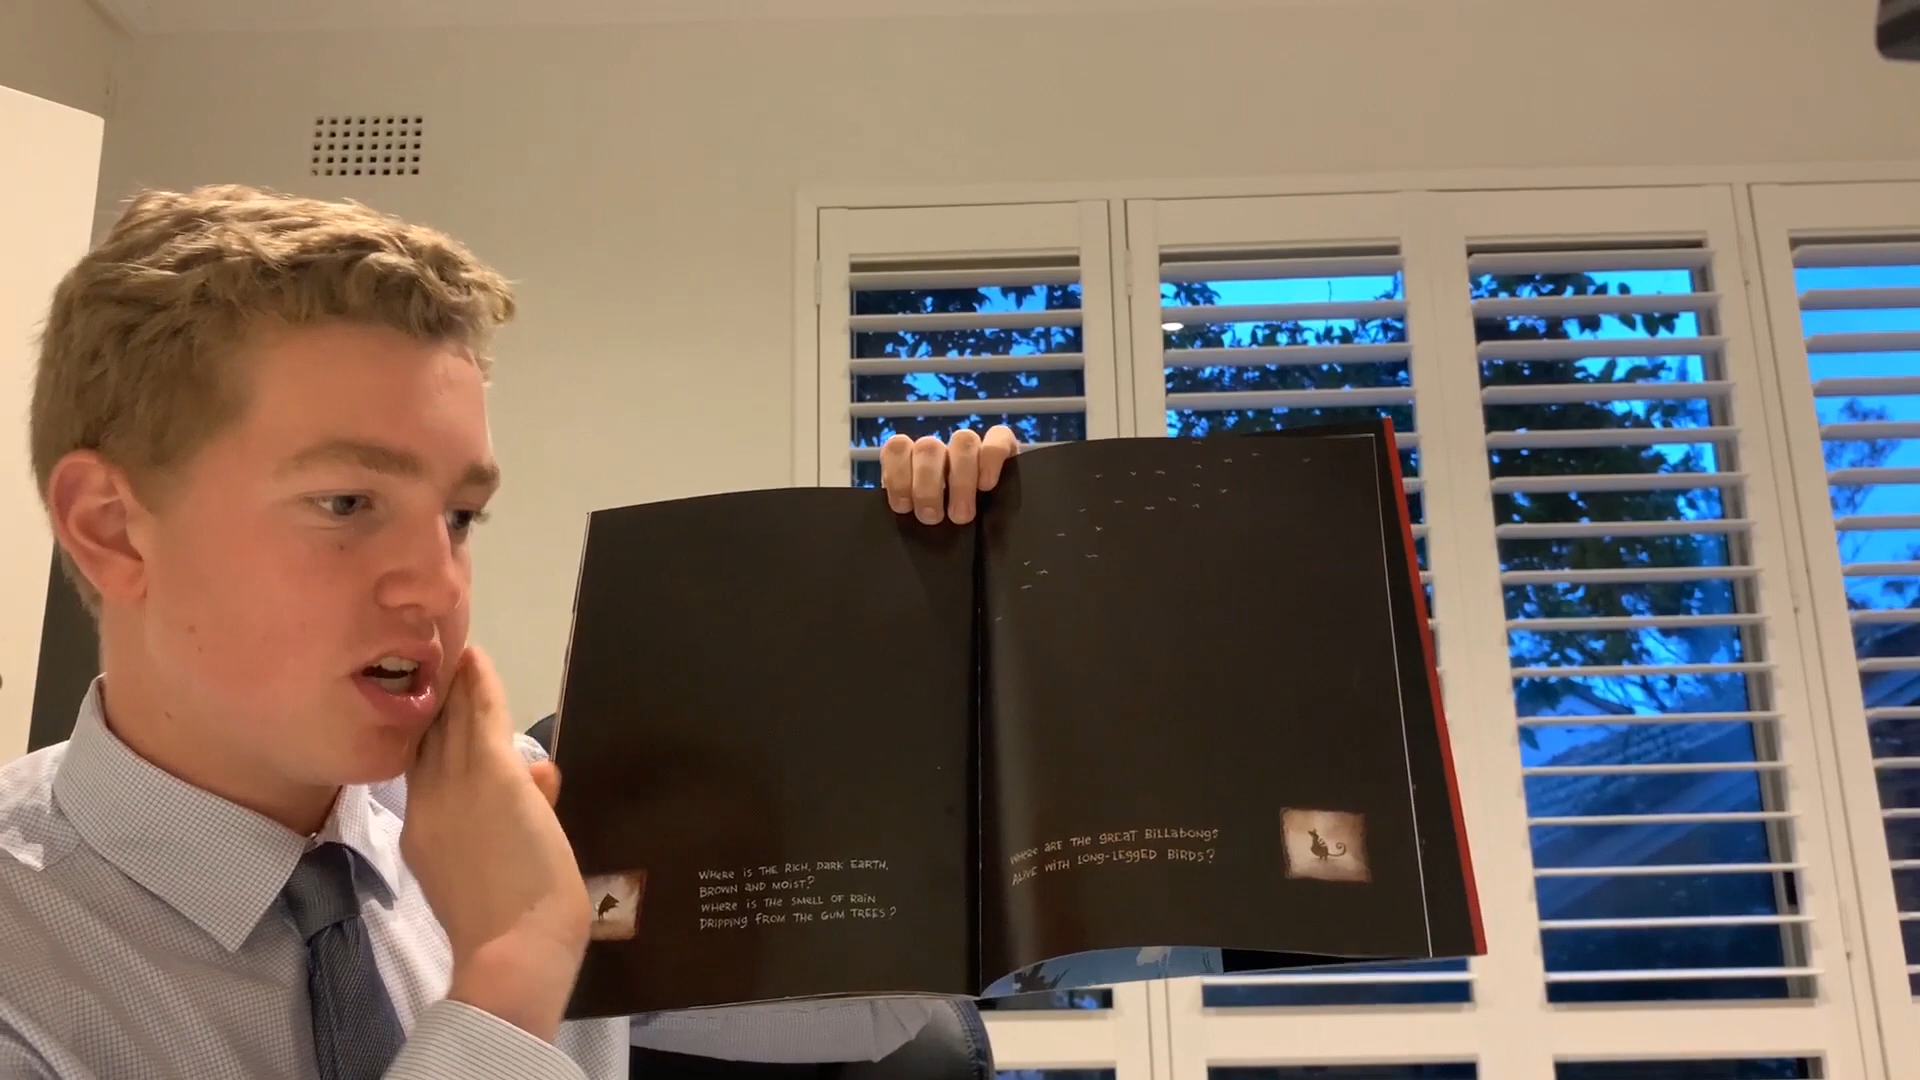 WHERE IS THE RICH, DARK EARTH,
BROWN AND MOIST?
WHERE IS THE SMELL OF RAIN
DRIPPING FROM THE GUM TREES?
WHERE ARE THE GREAT BILLABONGS
ALIVE WITH LONG-LEGGED BIRDS?